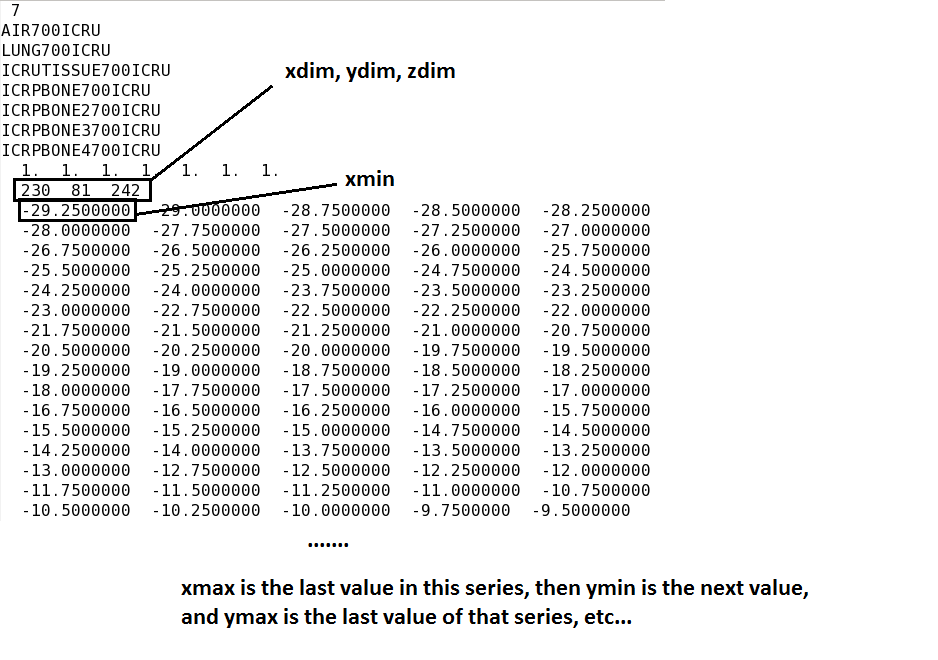 7
AIR700ICRU
LUNG700ICRU
ICRUTISSUE700ICRU
xdim, ydim, zdim
ICRPBONE700ICRU
ICRPBONE2700ICRU
ICRPBONE3700ICRU
ICRPBONE4700ICRU
1. 1. 1. 1. 1. 1. 1.
xmin
230 81 242
-29.2500000 -29.0000000 -28.7500000 -28.5000000 -28.2500000
-28.0000000 -27.7500000 -27.5000000 -27.2500000 -27.0000000
-26.7500000 -26.5000000 -26.2500000 -26.0000000 -25.7500000
-25.5000000 -25.2500000 -25.0000000 -24.7500000 -24.5000000
-24.2500000 -24.0000000 -23.7500000 -23.5000000 -23.2500000
-23.0000000 -22.7500000 -22.5000000 -22.2500000 -22.0000000
-21.7500000 -21.5000000 -21.2500000 -21.0000000 -20.7500000
-20.5000000 -20.2500000 -20.0000000 -19.7500000 -19.5000000
-19.2500000 -19.0000000 -18.7500000 -18.5000000 -18.2500000
-18.0000000 -17.7500000 -17.5000000 -17.2500000 -17.0000000
-16.7500000 -16.5000000 -16.2500000 -16.0000000 -15.7500000
-15.5000000 -15.2500000 -15.0000000 -14.7500000 -14.5000000
-14.2500000 -14.0000000 -13.7500000 -13.5000000 -13.2500000
-13.0000000 -12.7500000 -12.5000000 -12.2500000 -12.0000000
-11.7500000 -11.5000000 -11.2500000 -11.0000000 -10.7500000
-10.5000000 -10.2500000 -10.0000000 -9.7500000 -9.5000000
.......
xmax is the last value in this series, then ymin is the next value,
and ymax is the last value of that series, etc...